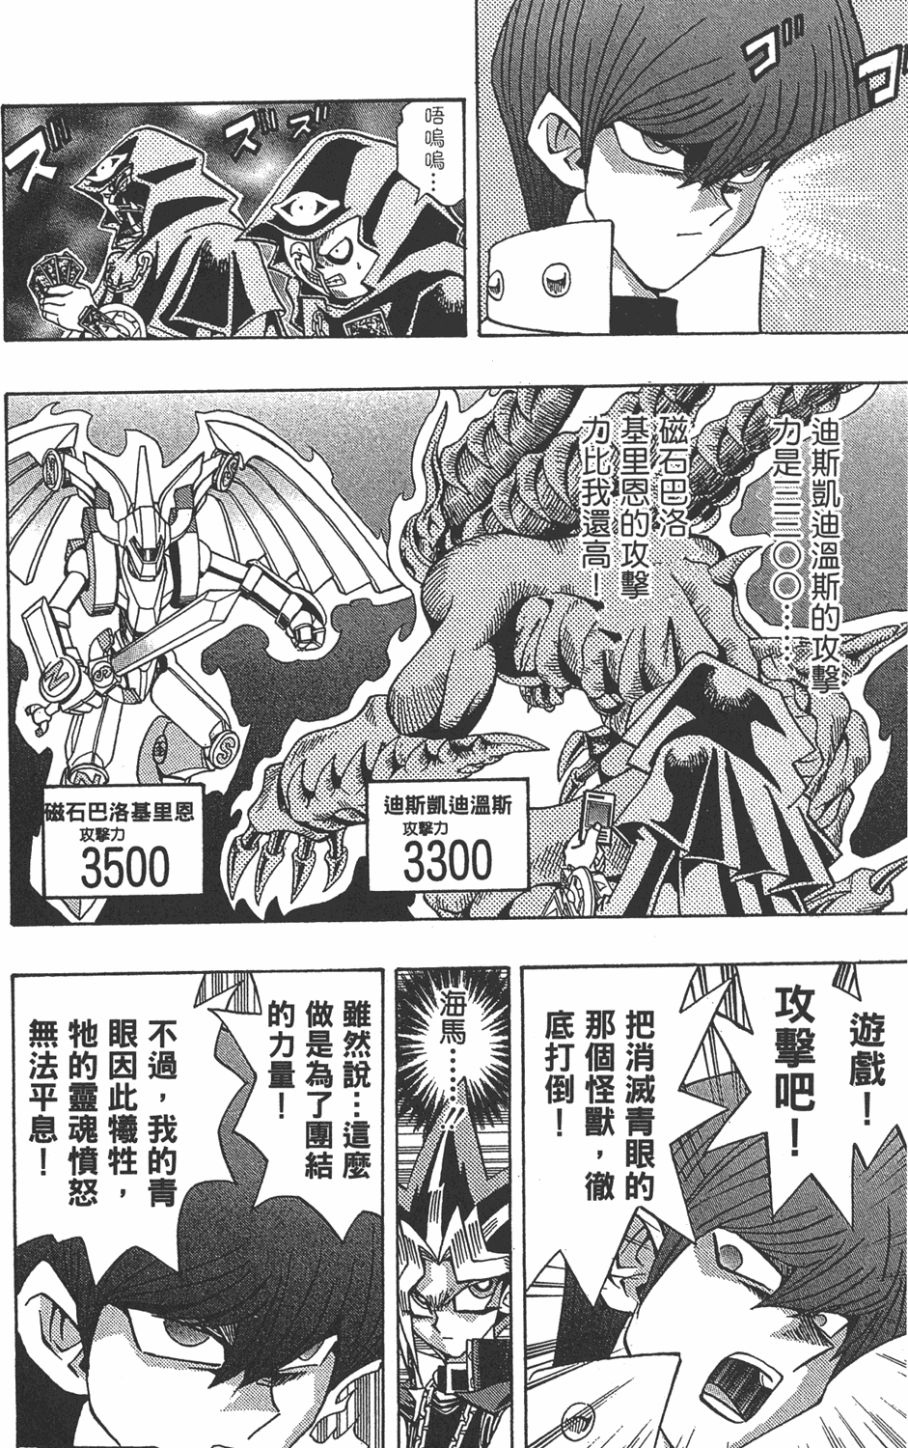 ゴゴ
唔嗚
嗚…
ズズズ
迪斯凱迪溫斯的攻擊
力是三三〇〇……
磁石巴洛
基里恩的攻擊
力比我還高！
迪斯凱迪溫斯
攻擊力
3300
磁石巴洛基里恩
攻擊力
3500
遊戲！
攻擊吧！
把消滅青眼的
那個怪獸，徹
底打倒！
海馬……!!
雖然說…這麼
做是為了團結
的力量！
不過，我的青
眼因此犧牲，
牠的靈魂憤怒
無法平息！